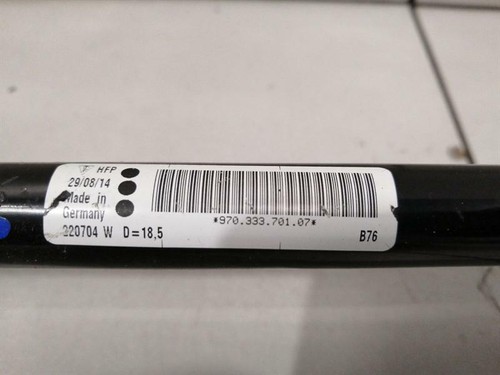 HFP
29/08/14
Made in
Germany
*970.333.701.07*
320704 W D=18,5 B76